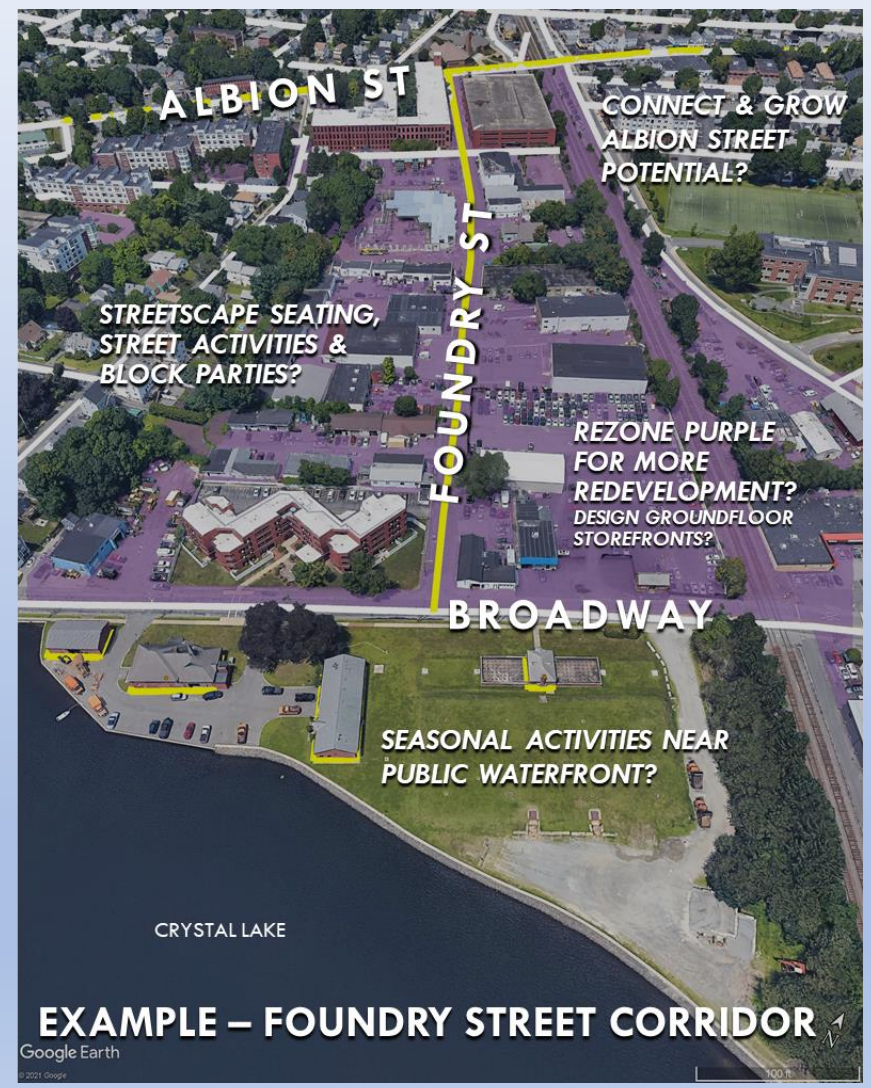 ALBION ST
CONNECT & GROW
ALBION STREET
POTENTIAL?
FOUNDRY ST
STREETSCAPE SEATING,
STREET ACTIVITIES &
BLOCK PARTIES?
REZONE PURPLE
FOR MORE
REDEVELOPMENT?
DESIGN GROUNDFLOOR
STOREFRONTS?
BROADWAY
SEASONAL ACTIVITIES NEAR
PUBLIC WATERFRONT?
CRYSTAL LAKE
EXAMPLE – FOUNDRY STREET CORRIDOR
N
Google Earth
© 2021 Google
100 ft